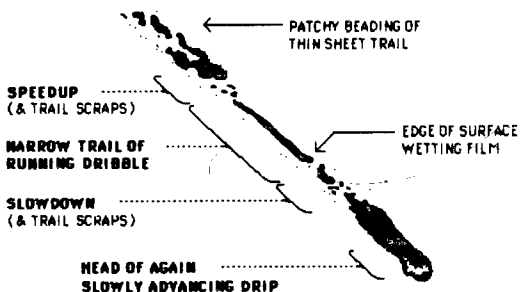 PATCHY BEADING OF
THIN SHEET TRAIL
SPEEDUP
(& TRAIL SCRAPS)
NARROW TRAIL OF
RUNNING DRIBBLE
EDGE OF SURFACE
WETTING FILM
SLOWDOWN
(& TRAIL SCRAPS)
HEAD OF AGAIN
SLOWLY ADVANCING DRIP